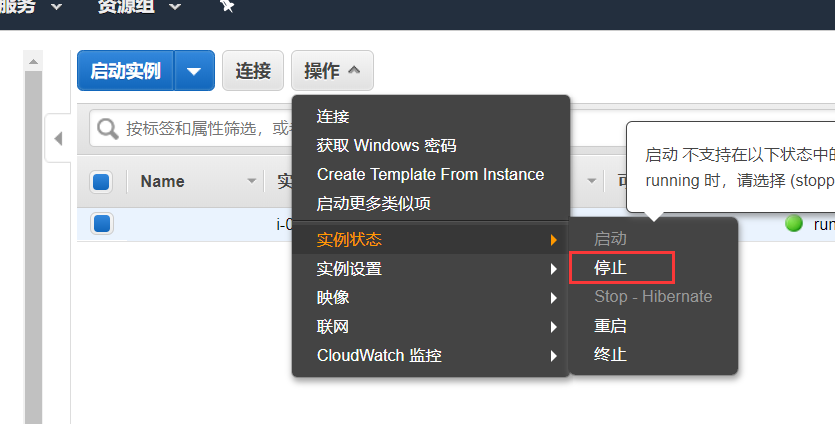 服务 资源组
启动实例 连接 操作
按标签和属性筛选，或
连接
获取 Windows 密码
Create Template From Instance
启动更多类似项
Name 实
启动 不支持在以下状态中的
running 时，请选择 (stopp
i-0
run
实例状态
实例设置
映像
联网
CloudWatch 监控
启动
停止
Stop - Hibernate
重启
终止